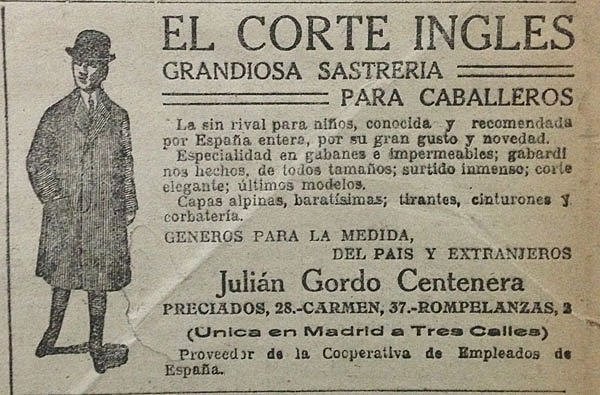 EL CORTE INGLES
GRANDIOSA SASTRERIA
PARA CABALLEROS
La sin rival para niños, conocida y recomendada
por España entera, por su gran gusto y novedad.
Especialidad en gabanes e impermeables; gabardi
nos hechos, de todos tamaños; surtido inmenso; corte
elegante; últimos modelos.
Capas alpinas, baratísimas; tirantes, cinturones y
corbatería.
GENEROS PARA LA MEDIDA,
DEL PAIS Y EXTRANJEROS
Julián Gordo Centenera
PRECIADOS, 28.-CARMEN, 37.-ROMPELANZAS, 2
(Unica en Madrid a Tres Calles)
Proveedor de la Cooperativa de Empleados de
España.